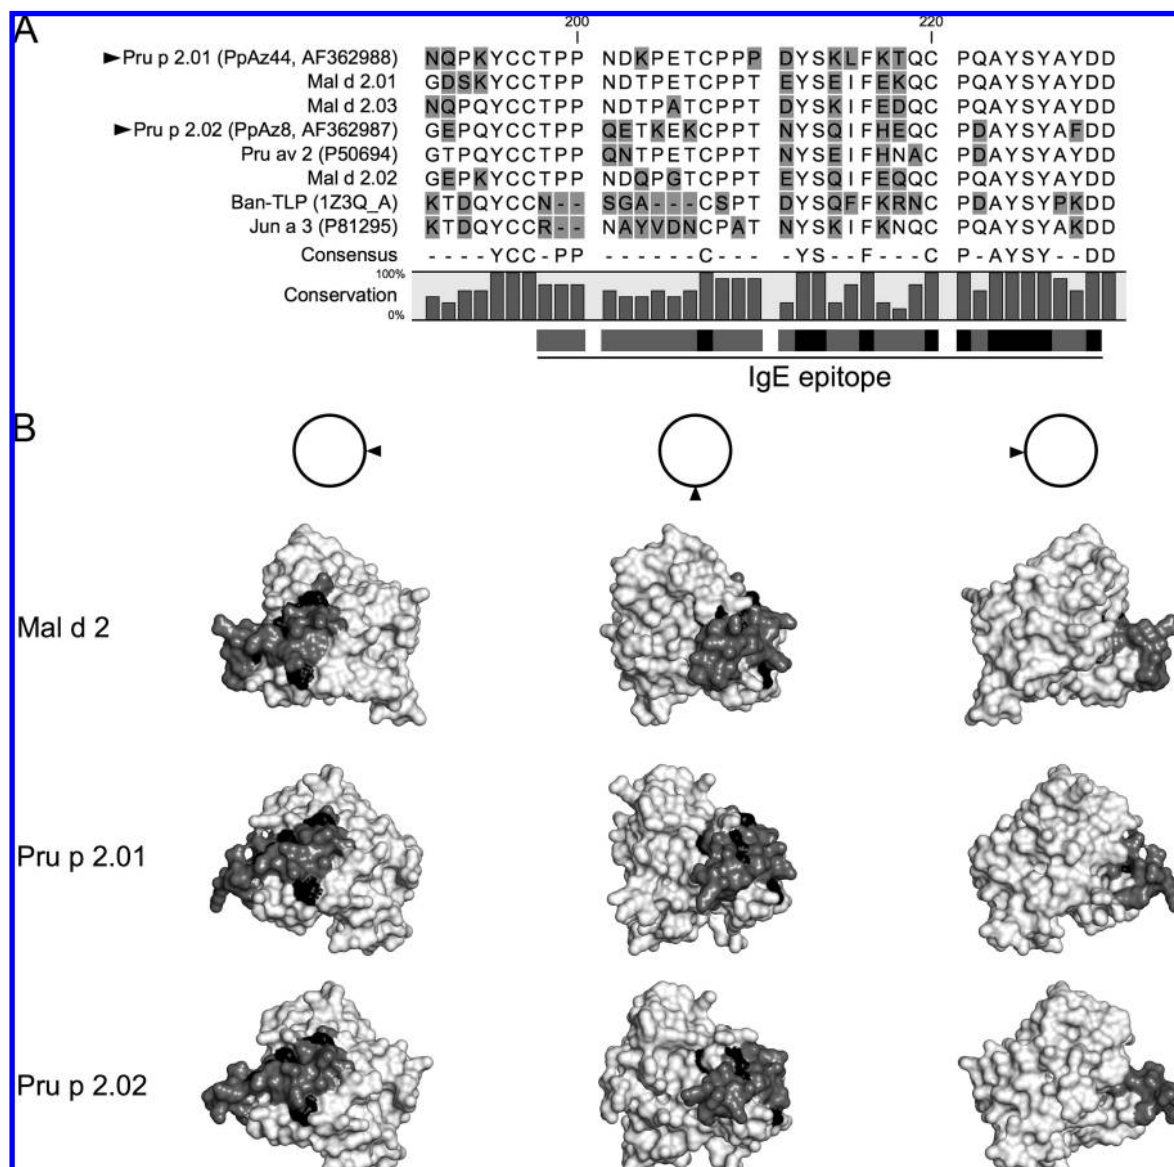 A
200 220
►Pru p 2.01 (PpAz44, AF362988) NQPKYCCTPP NDKPETCPPP DYSKLFKTQC PQAYSYAYDD
Mal d 2.01 GDSKYCCTPP NDTPETCPPT EYSEIFEKQC PQAYSYAYDD
Mal d 2.03 NQPQYCCTPP NDTPATCPPT DYSKIFEDQC PQAYSYAYDD
►Pru p 2.02 (PpAz8, AF362987) GEPQYCCTPP QETKEKCPPT NYSQIFHEQC PDAYSYAFDD
Pru av 2 (P50694) GTPQYCCTPP QNTPETCPPT NYSEIFHNAC PDAYSYAYDD
Mal d 2.02 GEPKYCCTPP NDQPGTCPPT EYSQIFEQQC PQAYSYAYDD
Ban-TLP (1Z3Q_A) KTDQYCCN-- SGA---CSPT DYSQFFKRNC PDAYSYPKDD
Jun a 3 (P81295) KTDQYCCR-- NAYVDNCPAT NYSKIFKNQC PQAYSYAKDD
Consensus ----YCC-PP ------C--- -YS--F---C P-AYSY--DD
100%
Conservation
0%
IgE epitope
B
Mal d 2
Pru p 2.01
Pru p 2.02